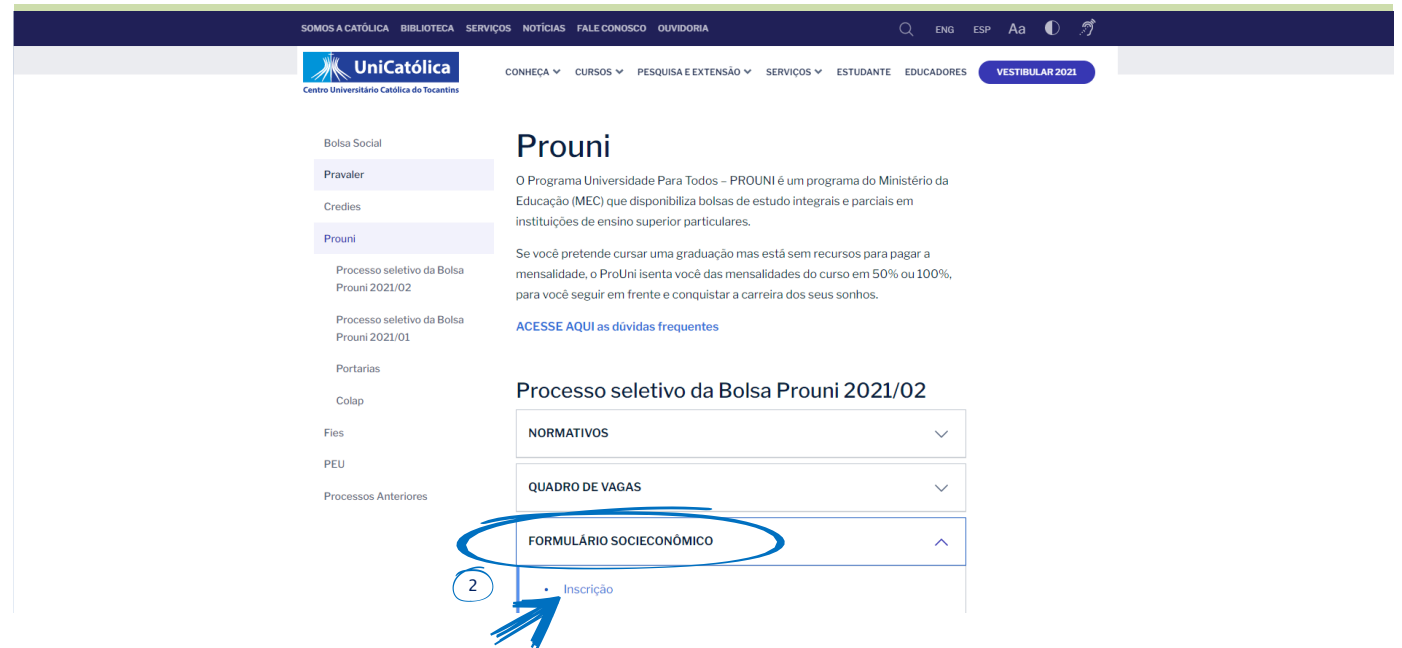 SOMOS A CATÓLICA BIBLIOTECA SERVIÇOS NOTÍCIAS FALE CONOSCO OUVIDORIA ENG ESP Aa
UniCatólica
Centro Universitário Católica do Tocantins
CONHEÇA CURSOS PESQUISA E EXTENSÃO SERVIÇOS ESTUDANTE EDUCADORES VESTIBULAR 2021
Bolsa Social
Pravaler
Credies
Prouni
Processo seletivo da Bolsa
Prouni 2021/02
Processo seletivo da Bolsa
Prouni 2021/01
Portarias
Colap
Fies
PEU
Processos Anteriores
Prouni
O Programa Universidade Para Todos – PROUNI é um programa do Ministério da
Educação (MEC) que disponibiliza bolsas de estudo integrais e parciais em
instituições de ensino superior particulares.
Se você pretende cursar uma graduação mas está sem recursos para pagar a
mensalidade, o ProUni isenta você das mensalidades do curso em 50% ou 100%,
para você seguir em frente e conquistar a carreira dos seus sonhos.
ACESSE AQUI as dúvidas frequentes
Processo seletivo da Bolsa Prouni 2021/02
NORMATIVOS
QUADRO DE VAGAS
FORMULÁRIO SOCIECONÔMICO
2
• Inscrição